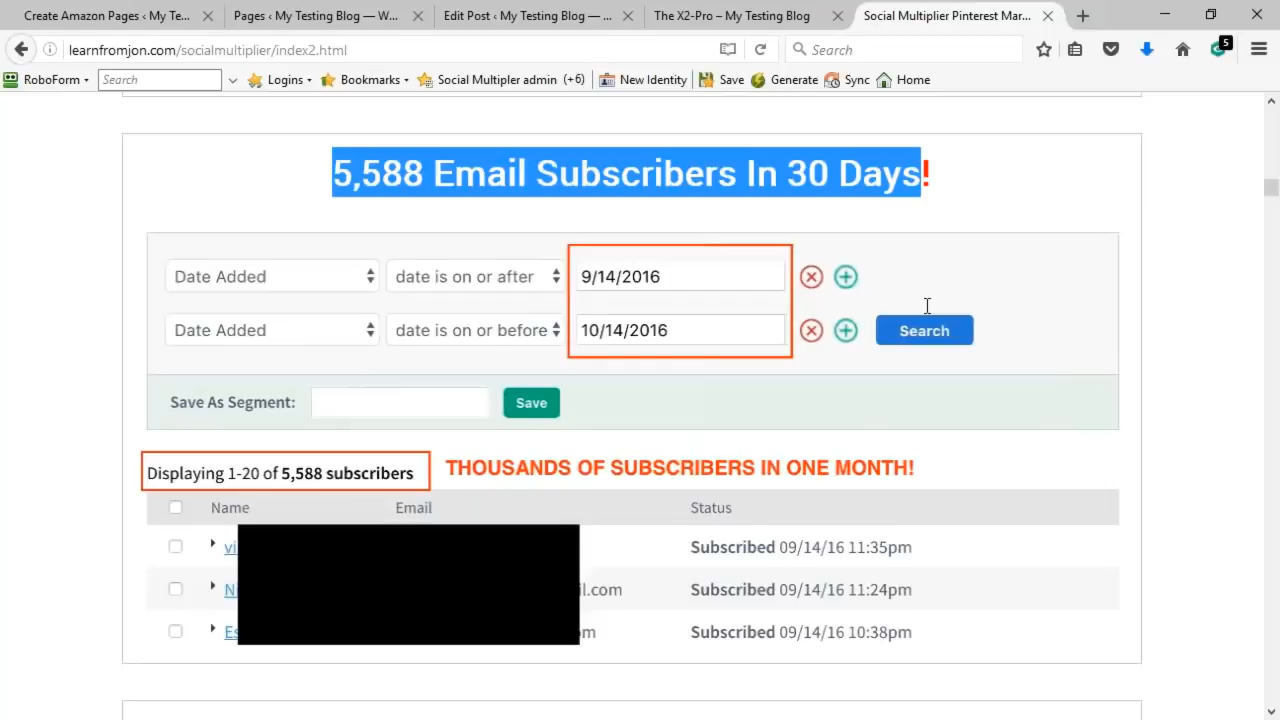 Create Amazon Pages ‹ My Te...
Pages ‹ My Testing Blog — W...
Edit Post ‹ My Testing Blog — ...
The X2-Pro – My Testing Blog
Social Multiplier Pinterest Mar...
learnfromjon.com/socialmultiplier/index2.html
Search
5
RoboForm
Search
Logins
Bookmarks
Social Multipler admin (+6)
New Identity
Save
Generate
Sync
Home
5,588 Email Subscribers In 30 Days!
Date Added
date is on or after
9/14/2016
Date Added
date is on or before
10/14/2016
Search
Save As Segment:
Save
Displaying 1-20 of 5,588 subscribers
THOUSANDS OF SUBSCRIBERS IN ONE MONTH!
Name
Email
Status
vi
Subscribed 09/14/16 11:35pm
Ni
il.com
Subscribed 09/14/16 11:24pm
Es
m
Subscribed 09/14/16 10:38pm